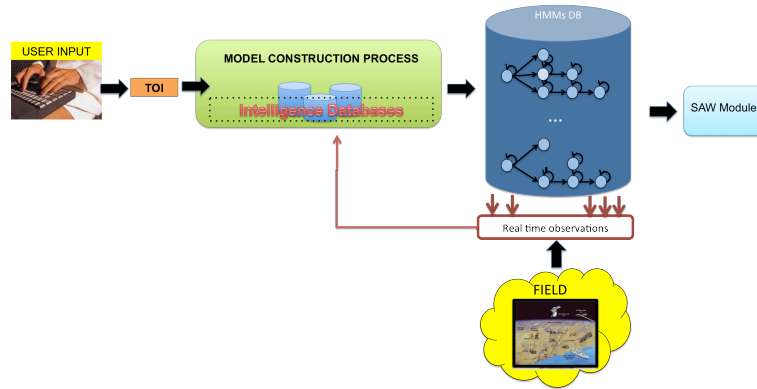 HMMs DB
USER INPUT
MODEL CONSTRUCTION PROCESS
TOI
Intelligence Databases
SAW Module
...
Real time observations
FIELD